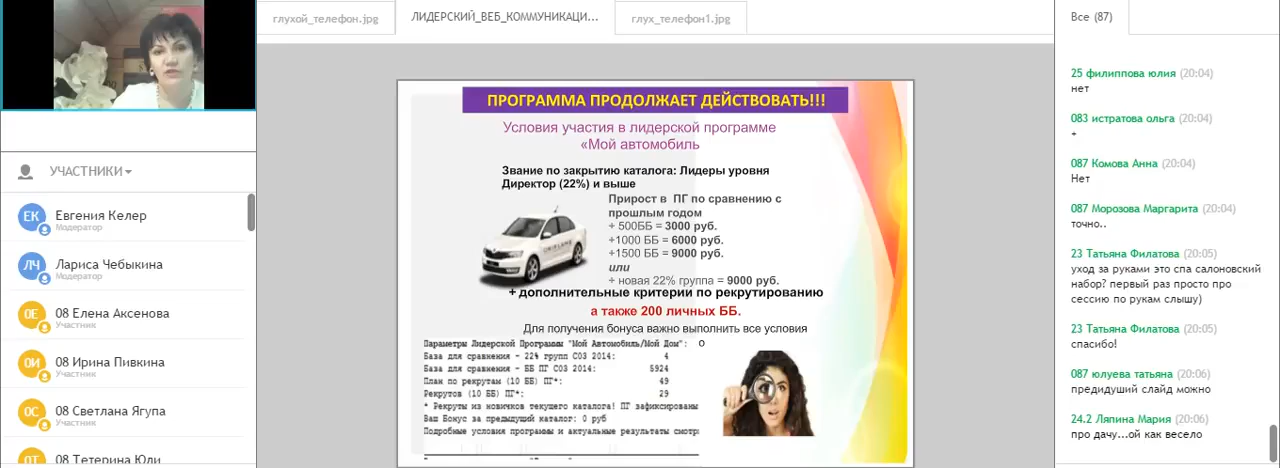 глухой_телефон.jpg
ЛИДЕРСКИЙ_ВЕБ_КОММУНИКАЦИ...
глух_телефон1.jpg
Все (87)
УЧАСТНИКИ
ЕК
Евгения Келер
Модератор
ЛЧ
Лариса Чебыкина
Модератор
ОЕ
08 Елена Аксенова
Участник
ОИ
08 Ирина Пивкина
Участник
ОС
08 Светлана Ягупа
Участник
ОТ
08 Тетерина Юли
ПРОГРАММА ПРОДОЛЖАЕТ ДЕЙСТВОВАТЬ!!!
Условия участия в лидерской программе
«Мой автомобиль
Звание по закрытию каталога: Лидеры уровня
Директор (22%) и выше
Прирост в ПГ по сравнению с
прошлым годом
+ 500ББ = 3000 руб.
+1000 ББ = 6000 руб.
+1500 ББ = 9000 руб.
или
+ новая 22% группа = 9000 руб.
+ дополнительные критерии по рекрутированию
а также 200 личных ББ.
Для получения бонуса важно выполнить все условия
о
Параметры Лидерской Программы "Мой Автомобиль/Мой Дом":
База для сравнения - 22% групп C03 2014: 4
База для сравнения - ББ ПГ C03 2014: 5924
План по рекрутам (10 ББ) ПГ*: 49
Рекрутов (10 ББ) ПГ*: 29
* Рекруты из новичков текущего каталога! ПГ зафиксированы
Ваш Бонус за предыдущий каталог: 0 руб
Подробные условия программы и актуальные результаты смотр
25 филиппова юлия (20:04)
нет
083 истратова ольга (20:04)
+
087 Комова Анна (20:04)
Нет
087 Морозова Маргарита (20:04)
точно..
23 Татьяна Филатова (20:05)
уход за руками это спа салоновский
набор? первый раз просто про
сессию по рукам слышу)
23 Татьяна Филатова (20:05)
спасибо!
087 юлуева татьяна (20:06)
предидуший слайд можно
24.2 Ляпина Мария (20:06)
про дачу...ой как весело